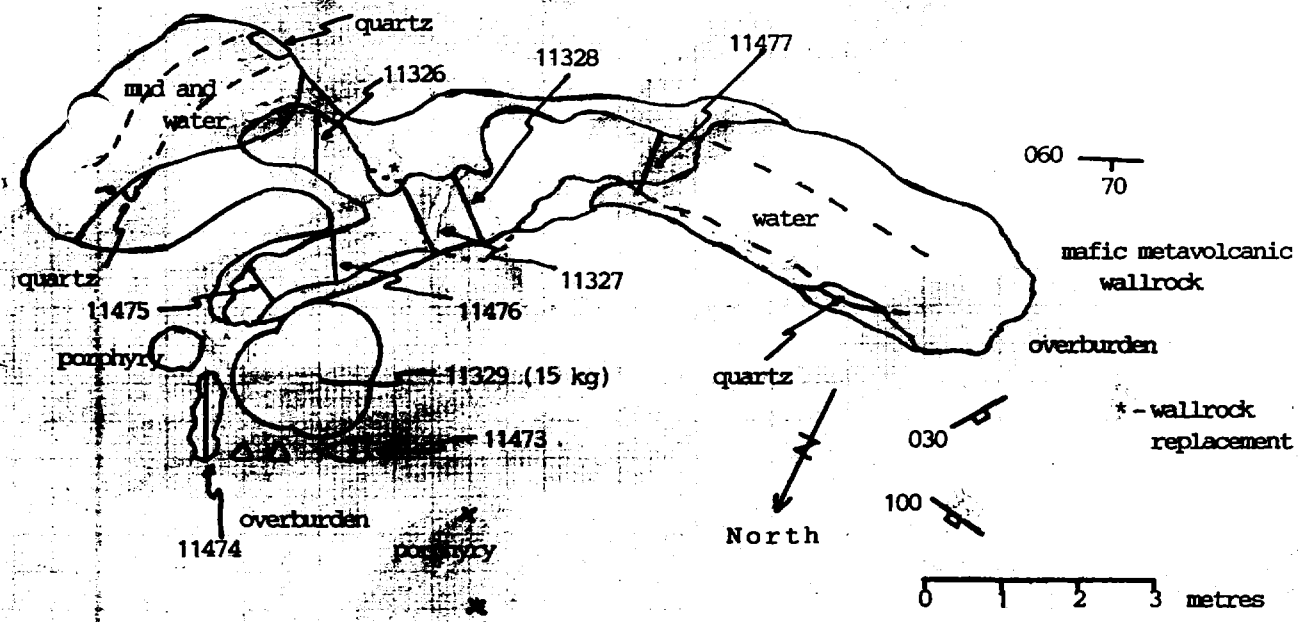 quartz
11477
11328
11326
mud and
water
060
70
water
mafic metavolcanic
wallrock
quartz
11327
11475
11476
overburden
porphyry
11329 (15 kg)
quartz
* - wallrock
replacement
030
11473
100
overburden
11474
porphyry
North
0 1 2 3 metres